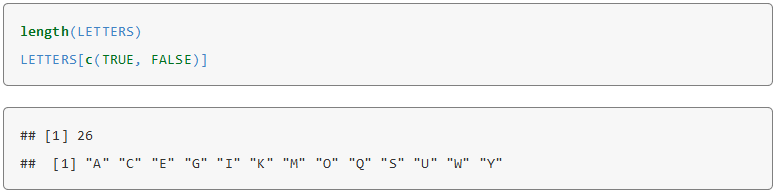 length(LETTERS)
LETTERS[c(TRUE, FALSE)]
## [1] 26
##  [1] "A" "C" "E" "G" "I" "K" "M" "O" "Q" "S" "U" "W" "Y"